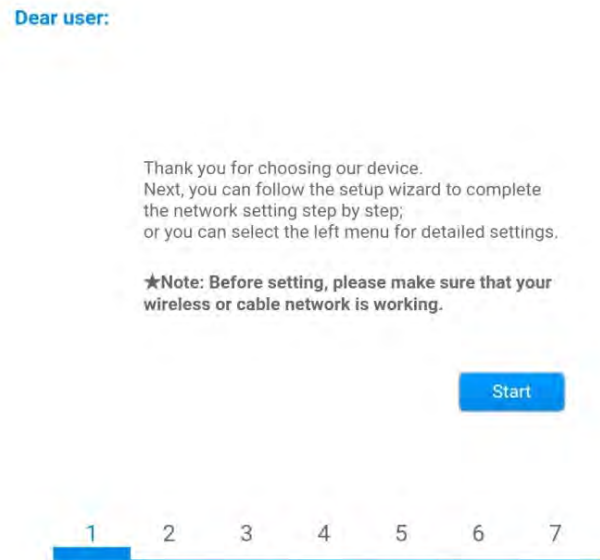 Dear user:
Thank you for choosing our device.
Next, you can follow the setup wizard to complete
the network setting step by step;
or you can select the left menu for detailed settings.
★Note: Before setting, please make sure that your
wireless or cable network is working.
Start
1 2 3 4 5 6 7